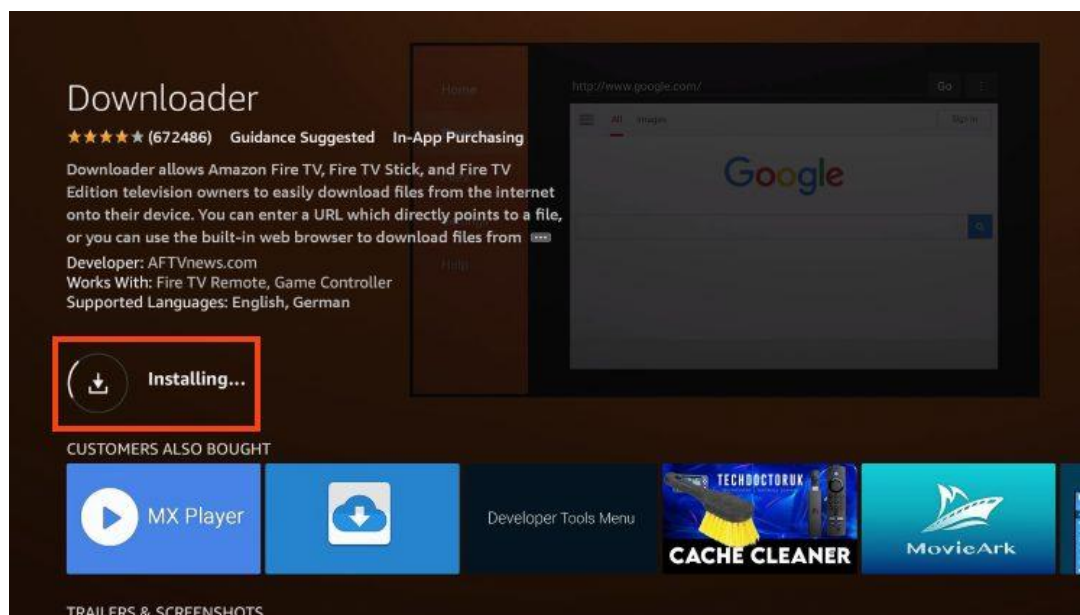 Downloader
(672486) Guidance Suggested In-App Purchasing
Downloader allows Amazon Fire TV, Fire TV Stick, and Fire TV
Edition television owners to easily download files from the internet
onto their device. You can enter a URL which directly points to a file,
or you can use the built-in web browser to download files from
Developer: AFTVnews.com
Works With: Fire TV Remote, Game Controller
Supported Languages: English, German
Home
Help
http://www.google.com/ Go
All Images Sign in
Google
Installing...
CUSTOMERS ALSO BOUGHT
MX Player
Developer Tools Menu
TECHDOCTORUK
CACHE CLEANER
MovieArk
TRAILERS & SCREENSHOTS